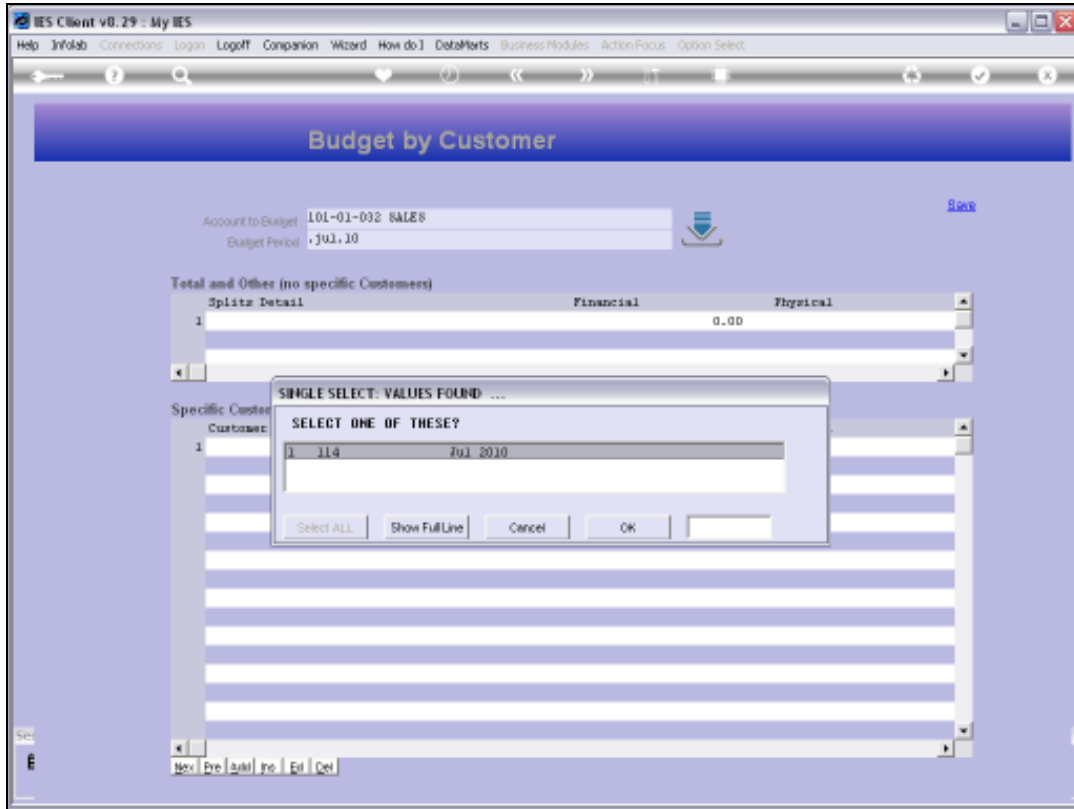 IES Client v8.29 : My IES
Help Infolab Connections Logon Logoff Companion Wizard How do I DataMarts Business Modules Action Focus Option Select
Budget by Customer
Save
Account to Budget 101-01-032 SALES
Budget Period .jul.10
Total and Other (no specific Customers)
Splits Detail Financial Physical
1 0.00
SINGLE SELECT: VALUES FOUND ...
Specific
SELECT ONE OF THESE?
Customer
1
1 114 Jul 2010
Select ALL Show Full Line Cancel OK
Nex Pre Add Ins Ed Del